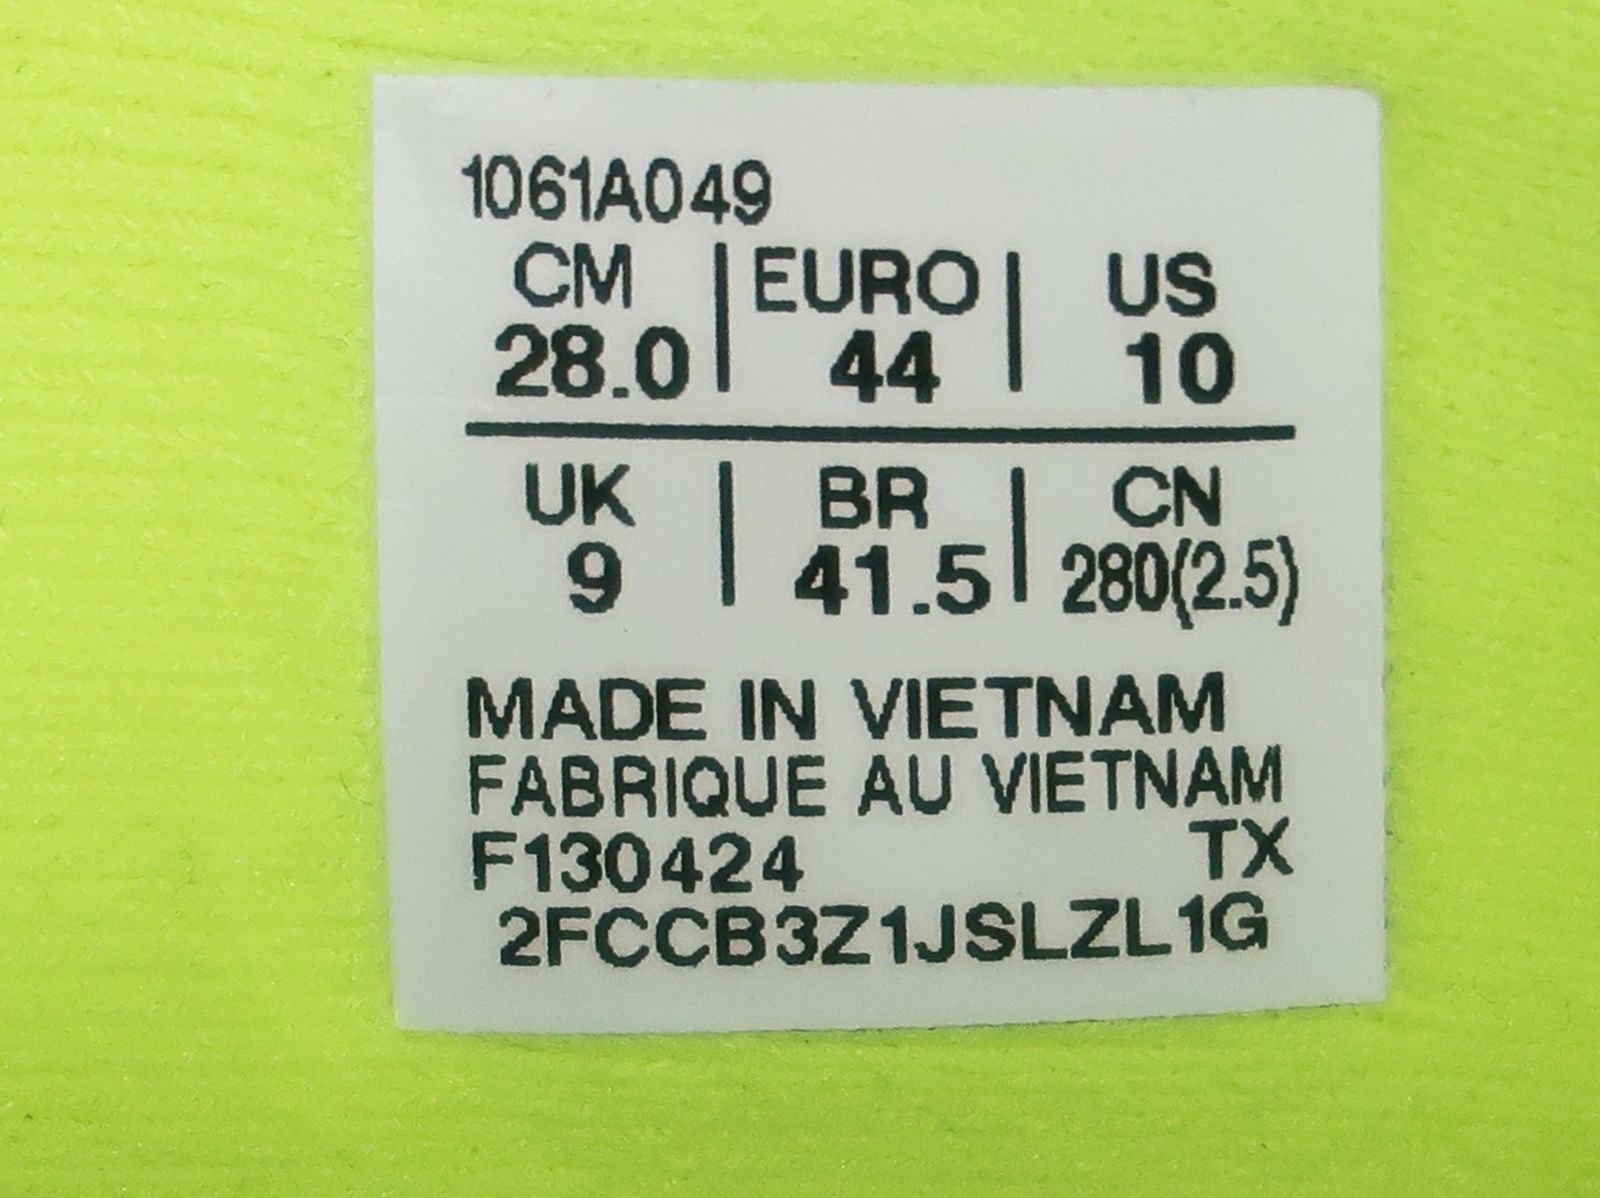 1061A049
CM | EURO | US
28.0 | 44 | 10
UK | BR | CN
9 | 41.5 | 280(2.5)
MADE IN VIETNAM
FABRIQUE AU VIETNAM
F130424 TX
2FCCB3Z1JSLZL1G